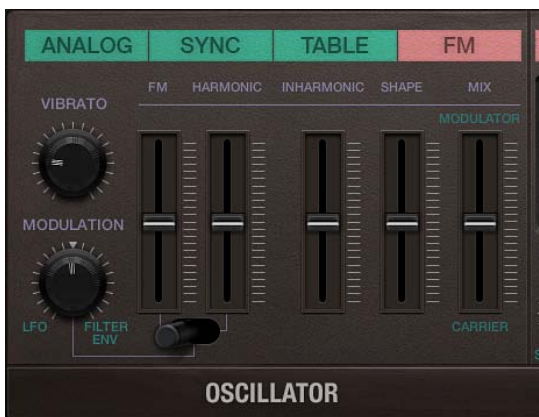 ANALOG SYNC TABLE FM
FM HARMONIC INHARMONIC SHAPE MIX
VIBRATO
MODULATOR
MODULATION
LFO FILTER ENV
CARRIER
OSCILLATOR